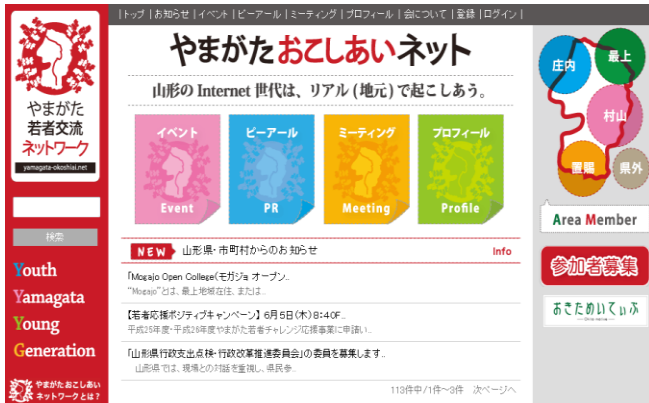 |トップ|お知らせ|イベント|ピーアール|ミーティング|プロフィール|会について|登録|ログイン|
やまがた
若者交流
ネットワーク
yamagata-okoshiai.net
検索
Youth
Yamagata
Young
Generation
やまがたおこしあい
ネットワークとは？
やまがたおこしあいネット
山形の Internet 世代は、リアル (地元) で起こしあう。
イベント
Event
ピーアール
PR
ミーティング
Meeting
プロフィール
Profile
NEW 山形県・市町村からのお知らせ Info
「Mogajo Open College(モガジョ オープン..
“Mogajo”とは、最上地域在住、または..
【若者応援ポジティブキャンペーン】 6月5日(木)8:40F..
平成25年度・平成26年度やまがた若者チャレンジ応援事業に申請い..
「山形県行政支出点検・行政改革推進委員会」の委員を募集します..
山形県では、現場との対話を重視し、県民参..
113件中/1件～3件 次ページへ
庄内
最上
村山
置賜
県外
Area Member
参加者募集
おきためいてぃぶ